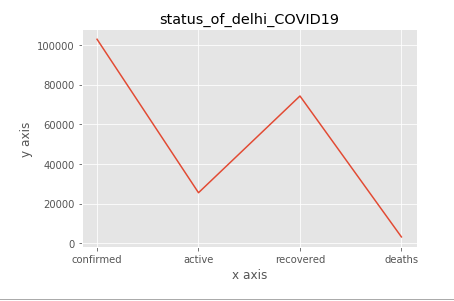 status_of_delhi_COVID19
100000
80000
60000
40000
20000
0
y axis
confirmed active recovered deaths
x axis